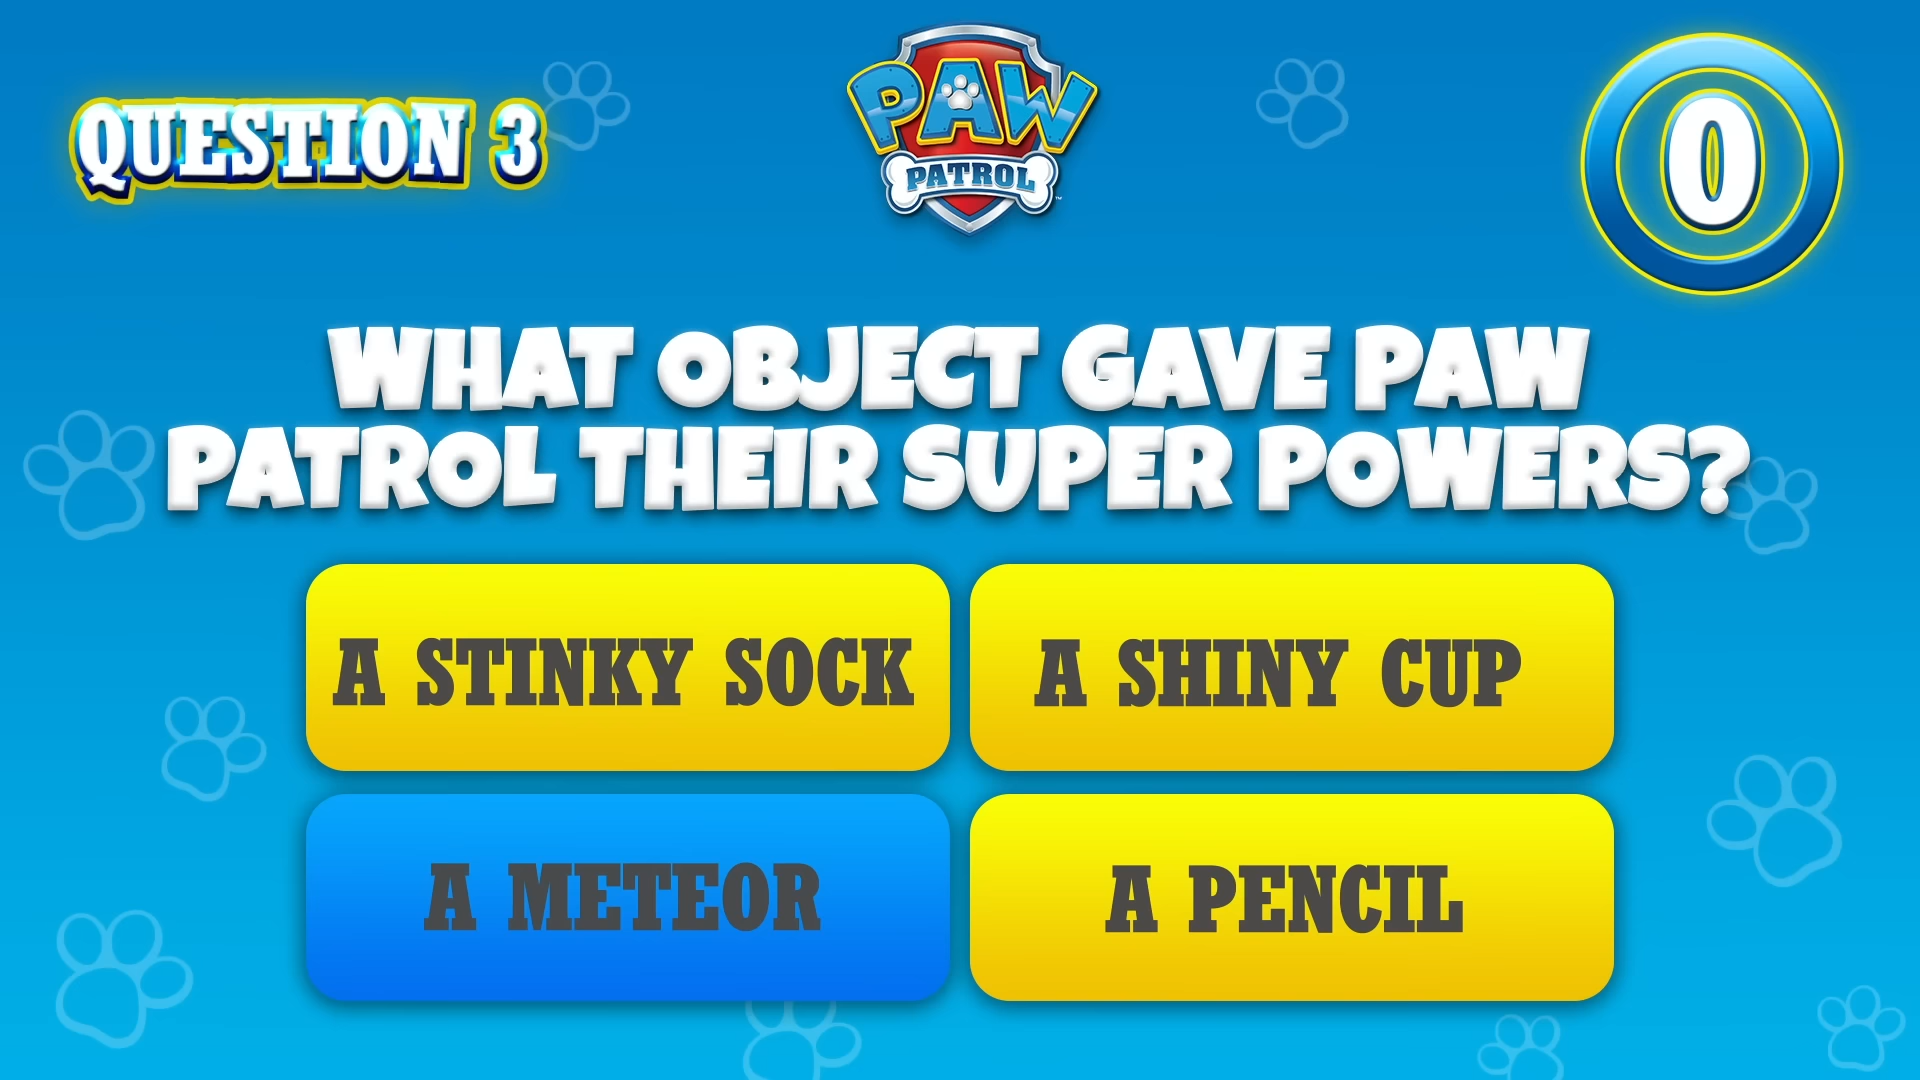 QUESTION 3
PAW
PATROL
0
WHAT OBJECT GAVE PAW
PATROL THEIR SUPER POWERS?
A STINKY SOCK
A SHINY CUP
A METEOR
A PENCIL